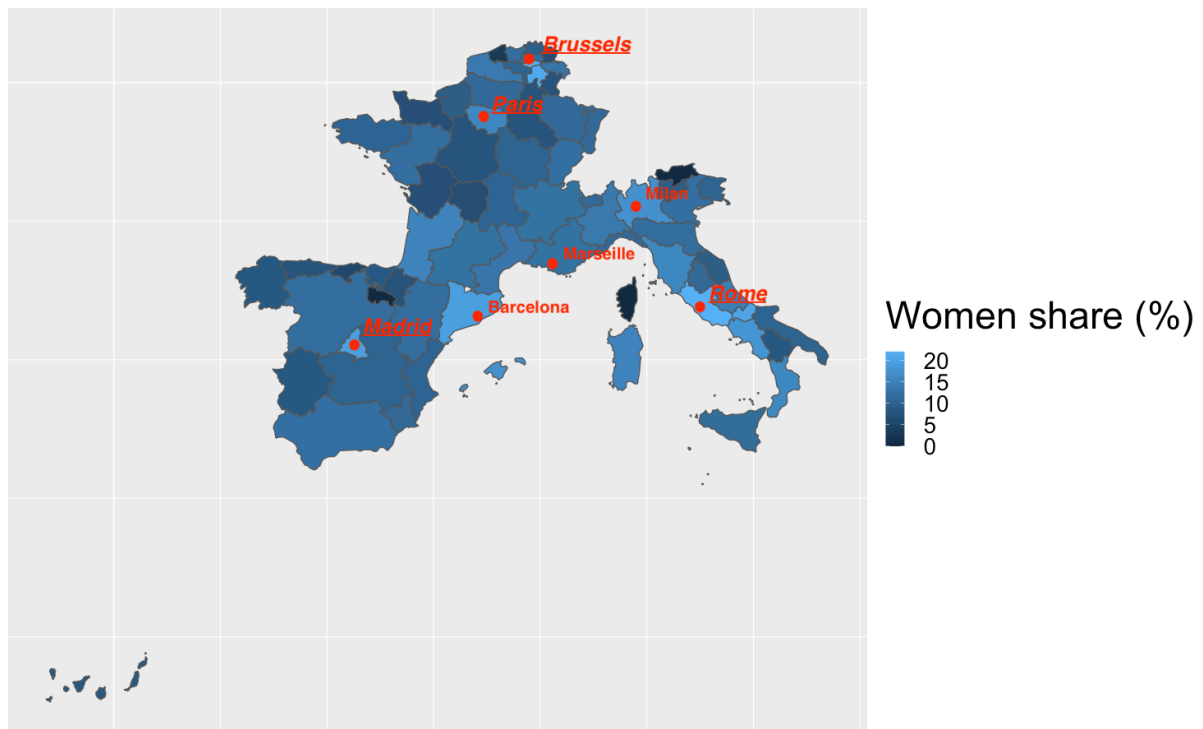 Brussels
Paris
Milan
Marseille
Rome
Barcelona
Madrid
Women share (%)
20
15
10
5
0